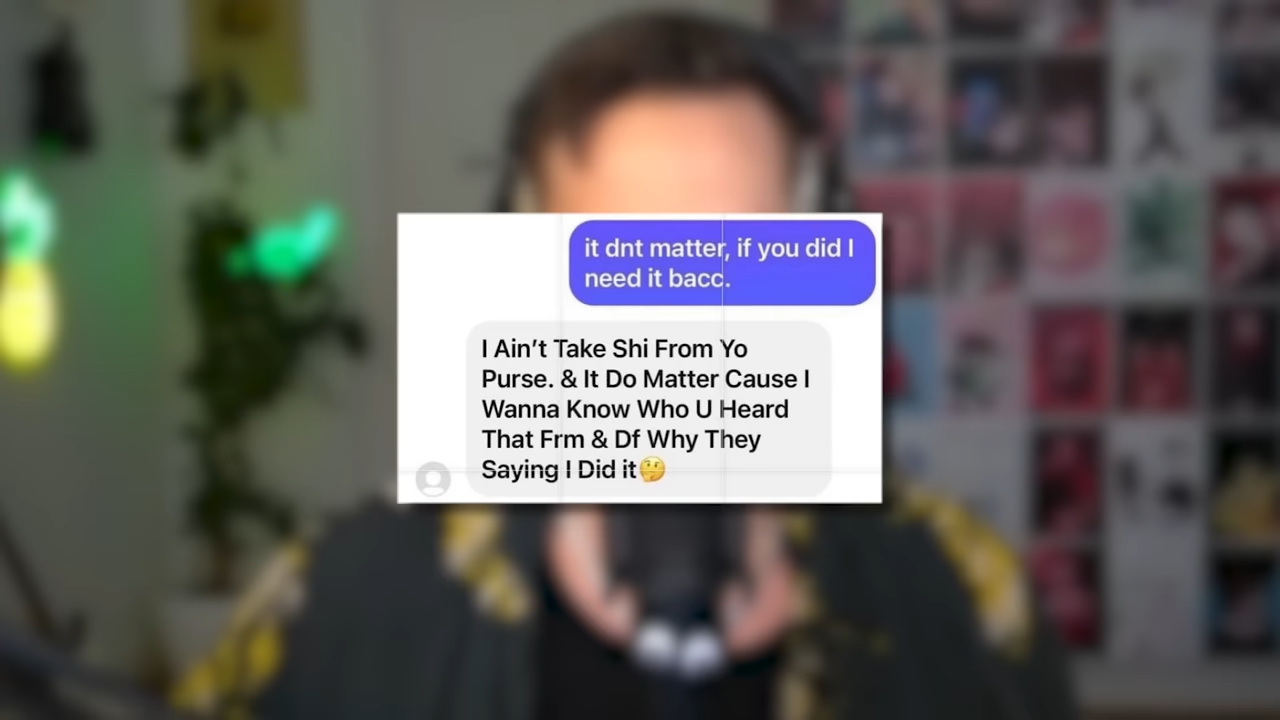 it dnt matter, if you did I
need it bacc.
I Ain’t Take Shi From Yo
Purse. & It Do Matter Cause I
Wanna Know Who U Heard
That Frm & Df Why They
Saying I Did it🤔